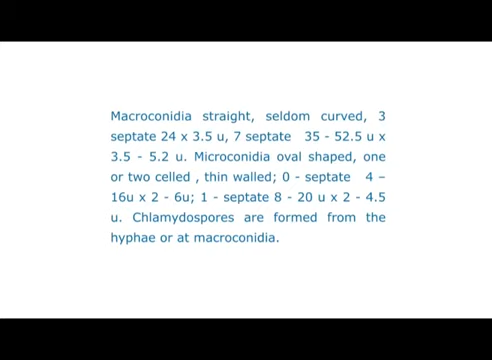 Macroconidia straight, seldom curved, 3
septate 24 x 3.5 u, 7 septate 35 - 52.5 u x
3.5 - 5.2 u. Microconidia oval shaped, one
or two celled , thin walled; 0 - septate 4 –
16u x 2 - 6u; 1 - septate 8 - 20 u x 2 - 4.5
u. Chlamydospores are formed from the
hyphae or at macroconidia.